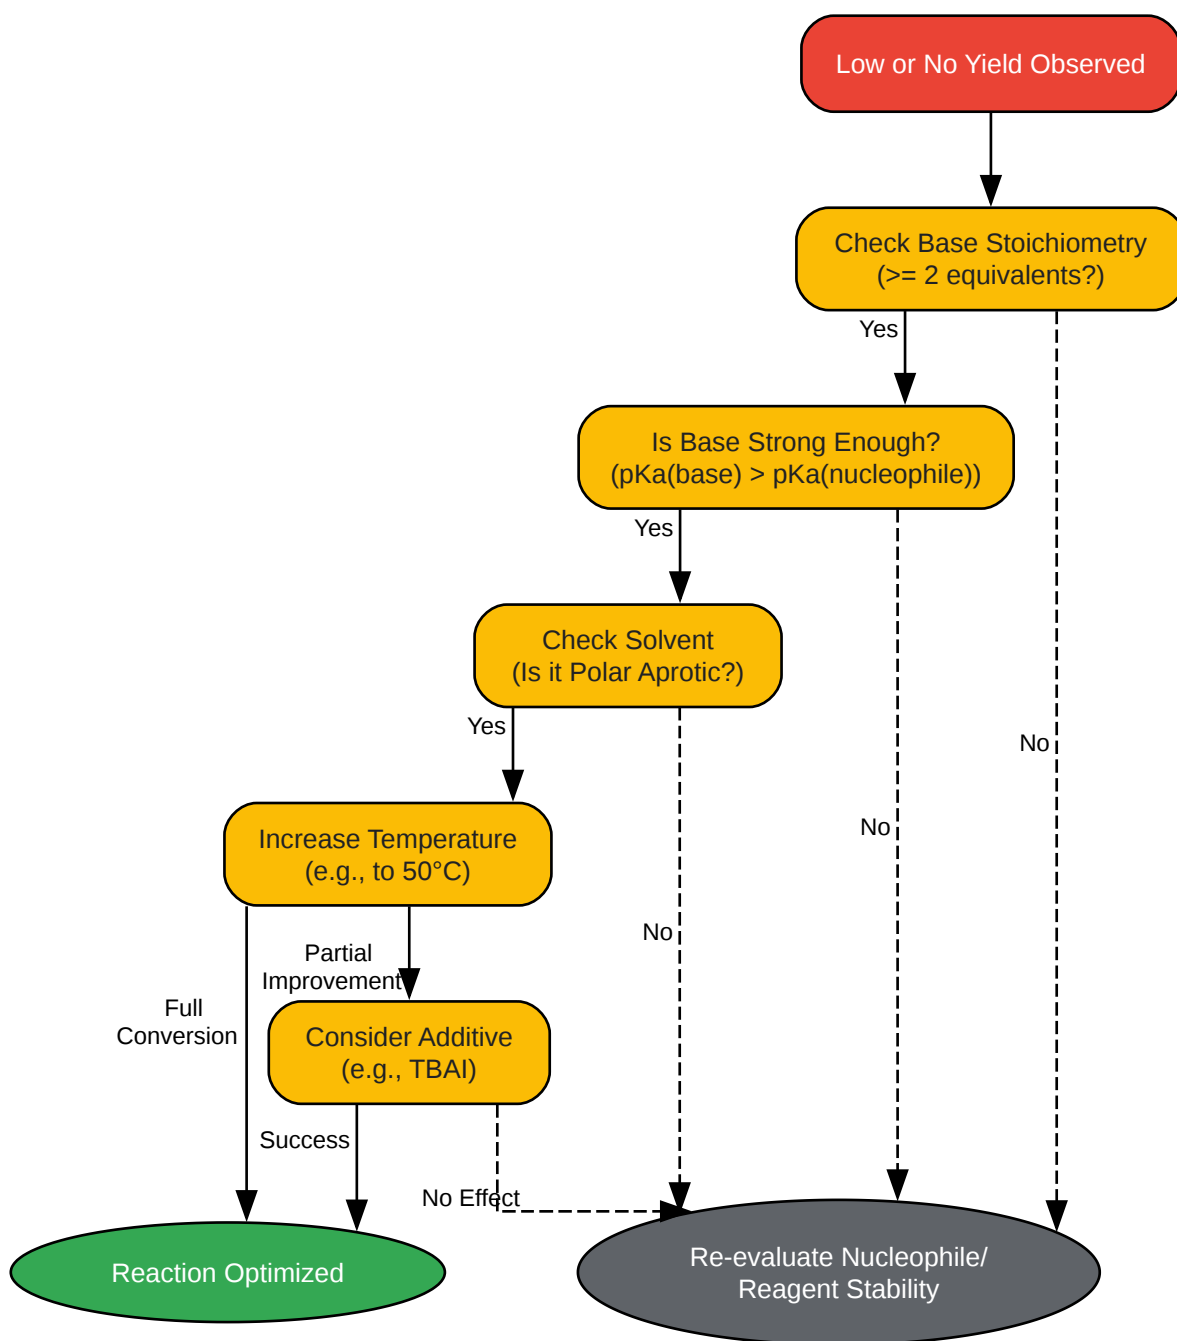 Low or No Yield Observed
Check Base Stoichiometry
(>= 2 equivalents?)
Yes
Is Base Strong Enough?
(pKa(base) > pKa(nucleophile))
Yes
Check Solvent
(Is it Polar Aprotic?)
Yes
No
Increase Temperature
(e.g., to 50°C)
No
No
Partial
Improvement
Full
Conversion
Consider Additive
(e.g., TBAI)
Success
No Effect
Reaction Optimized
Re-evaluate Nucleophile/
Reagent Stability